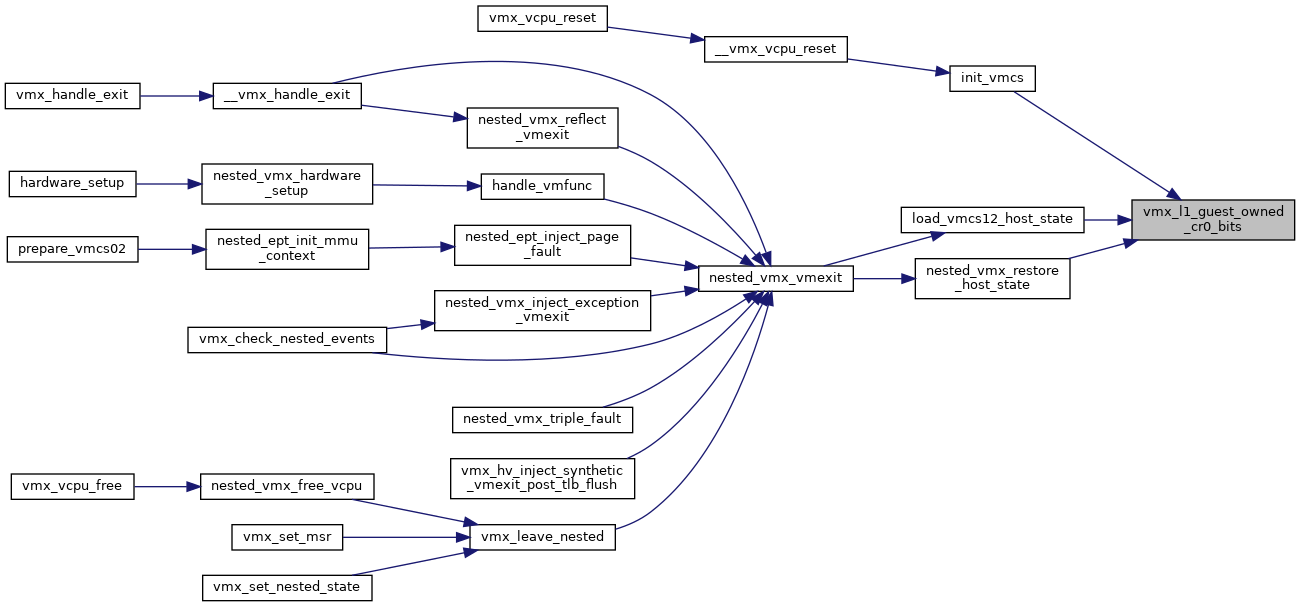 vmx_vcpu_reset
__vmx_vcpu_reset
init_vmcs
vmx_handle_exit
__vmx_handle_exit
nested_vmx_reflect
_vmexit
hardware_setup
nested_vmx_hardware
_setup
handle_vmfunc
load_vmcs12_host_state
vmx_l1_guest_owned
_cr0_bits
prepare_vmcs02
nested_ept_init_mmu
_context
nested_ept_inject_page
_fault
nested_vmx_vmexit
nested_vmx_restore
_host_state
nested_vmx_inject_exception
_vmexit
vmx_check_nested_events
nested_vmx_triple_fault
vmx_hv_inject_synthetic
_vmexit_post_tlb_flush
vmx_vcpu_free
nested_vmx_free_vcpu
vmx_set_msr
vmx_leave_nested
vmx_set_nested_state